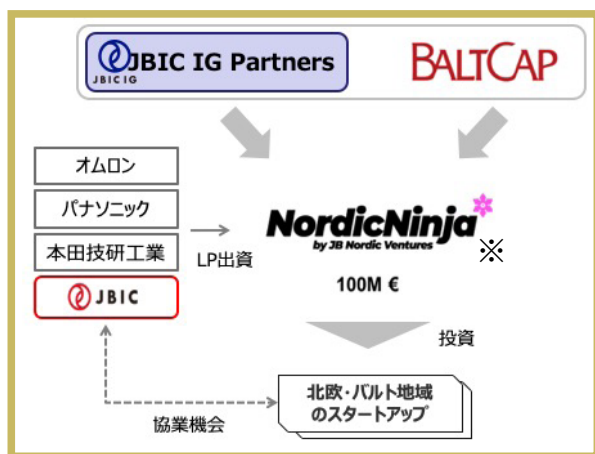 JBIC IG
JBIC IG Partners
BALTCAP
オムロン
パナソニック
本田技研工業
JBIC
LP出資
NordicNinja
by JB Nordic Ventures
※
100M €
投資
北欧・バルト地域
のスタートアップ
協業機会